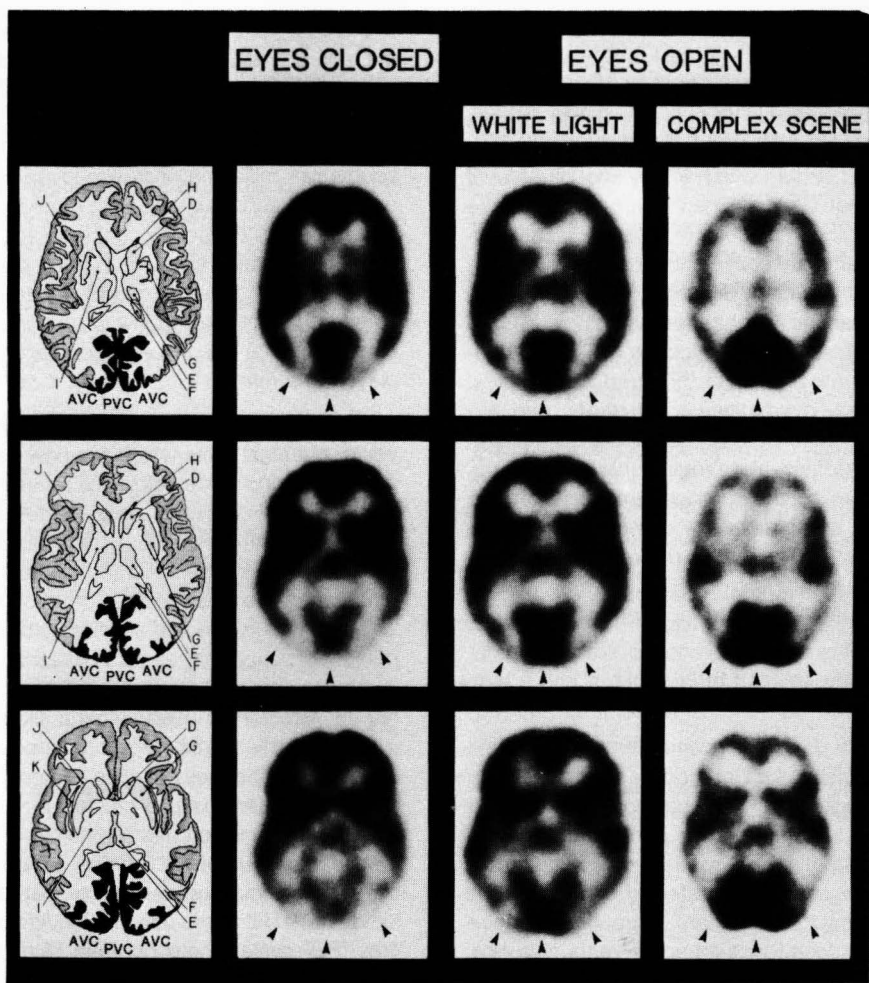 EYES CLOSED EYES OPEN
WHITE LIGHT COMPLEX SCENE
J
H
D
G
E
F
I
AVC PVC AVC
J
H
D
G
E
F
I
AVC PVC AVC
J
D
G
K
F
E
I
AVC PVC AVC